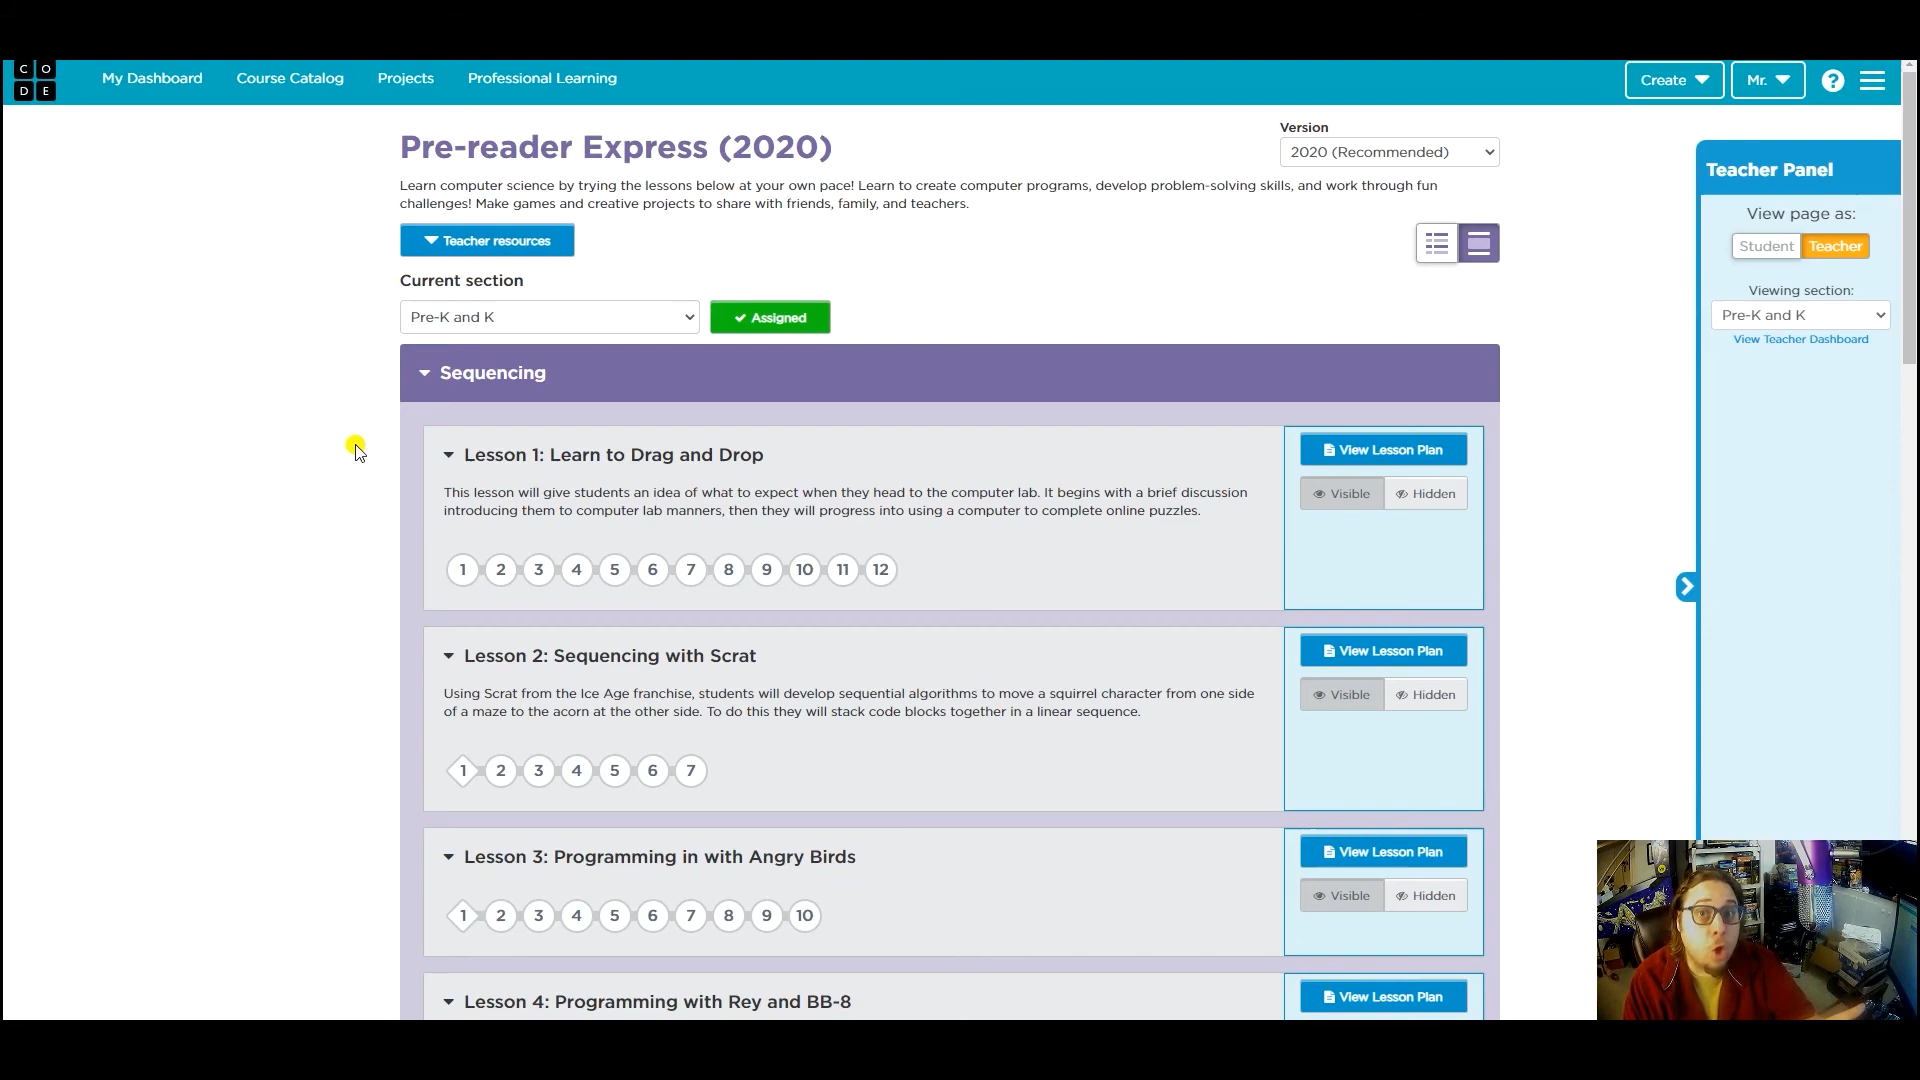 C O
D E
My Dashboard
Course Catalog
Projects
Professional Learning
Create
Mr.
?
Pre-reader Express (2020)
Version
2020 (Recommended)
Learn computer science by trying the lessons below at your own pace! Learn to create computer programs, develop problem-solving skills, and work through fun
challenges! Make games and creative projects to share with friends, family, and teachers.
Teacher resources
Current section
Pre-K and K
Assigned
Teacher Panel
View page as:
Student
Teacher
Viewing section:
Pre-K and K
View Teacher Dashboard
Sequencing
Lesson 1: Learn to Drag and Drop
This lesson will give students an idea of what to expect when they head to the computer lab. It begins with a brief discussion
introducing them to computer lab manners, then they will progress into using a computer to complete online puzzles.
1 2 3 4 5 6 7 8 9 10 11 12
View Lesson Plan
Visible
Hidden
Lesson 2: Sequencing with Scrat
Using Scrat from the Ice Age franchise, students will develop sequential algorithms to move a squirrel character from one side
of a maze to the acorn at the other side. To do this they will stack code blocks together in a linear sequence.
1 2 3 4 5 6 7
View Lesson Plan
Visible
Hidden
Lesson 3: Programming in with Angry Birds
1 2 3 4 5 6 7 8 9 10
View Lesson Plan
Visible
Hidden
Lesson 4: Programming with Rey and BB-8
View Lesson Plan